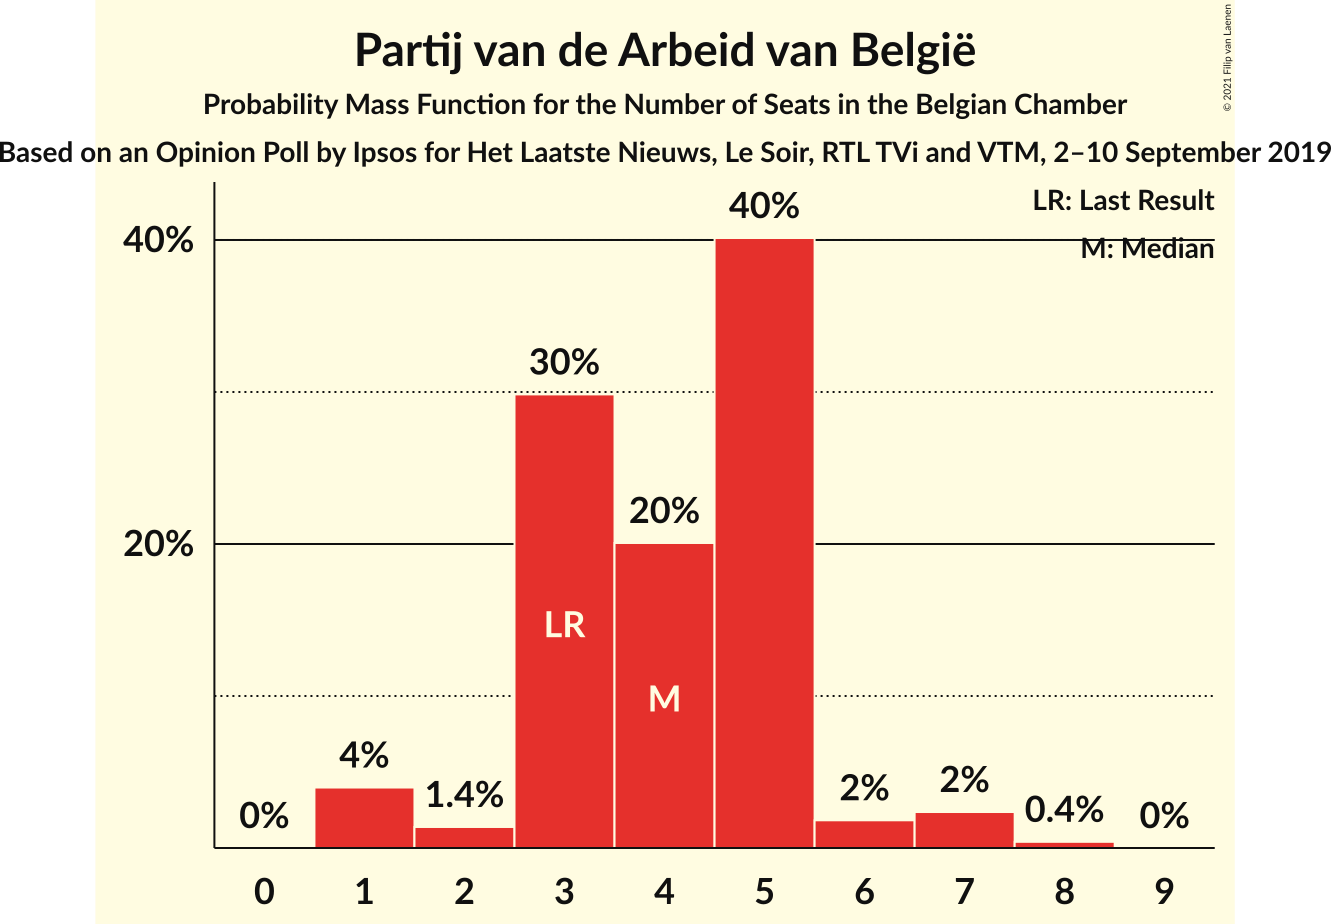 Partij van de Arbeid van België
Probability Mass Function for the Number of Seats in the Belgian Chamber
Based on an Opinion Poll by Ipsos for Het Laatste Nieuws, Le Soir, RTL TVi and VTM, 2–10 September 2019
© 2021 Filip van Laenen
LR: Last Result
M: Median
40%
20%
0%
4%
1.4%
30%
20%
40%
2%
2%
0.4%
0%
LR
M
0 1 2 3 4 5 6 7 8 9